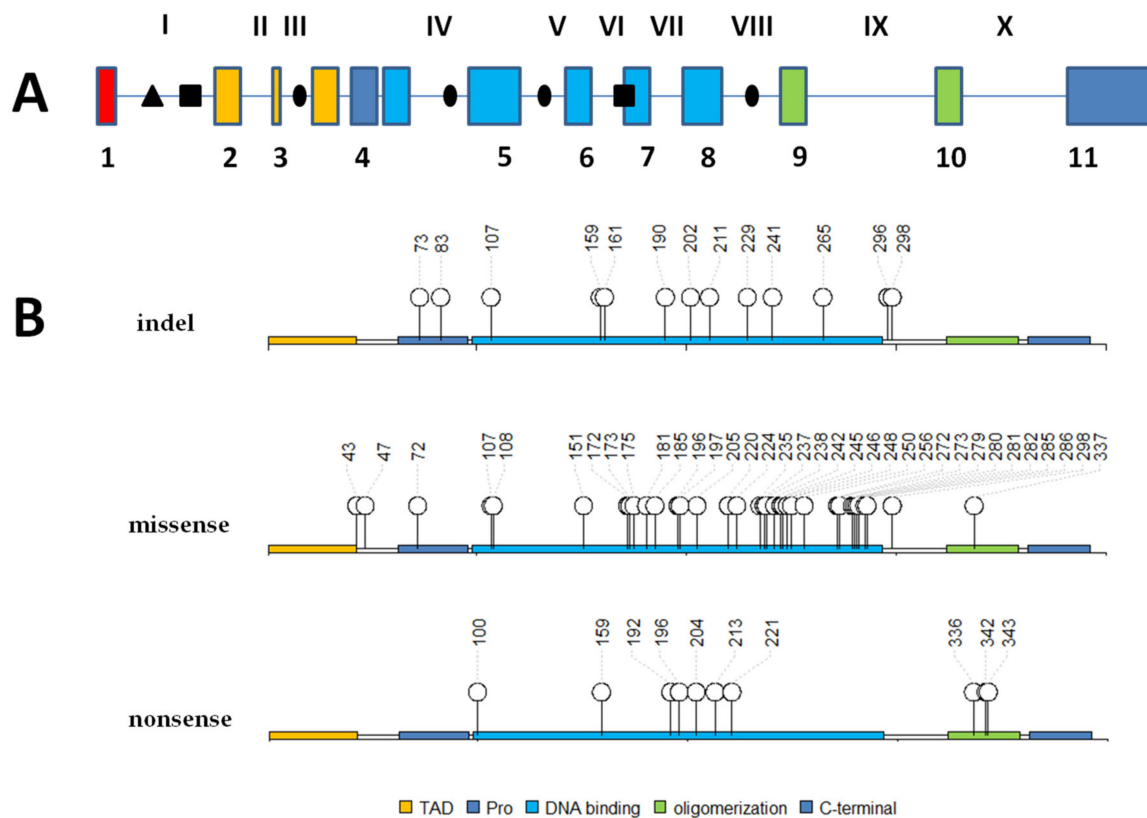 I II III IV V VI VII VIII IX X
A
1 2 3 4 5 6 7 8 9 10 11
B
73 83 107 159 161 190 202 211 229 241 265 296 298
indel
43 47 72 107 108 151 172 173 175 181 185 196 197 205 220 224 235 237 238 242 245 246 248 250 256 272 273 279 280 281 282 285 286 298 337
missense
100 159 192 196 204 213 221 336 342 343
nonsense
TAD Pro DNA binding oligomerization C-terminal